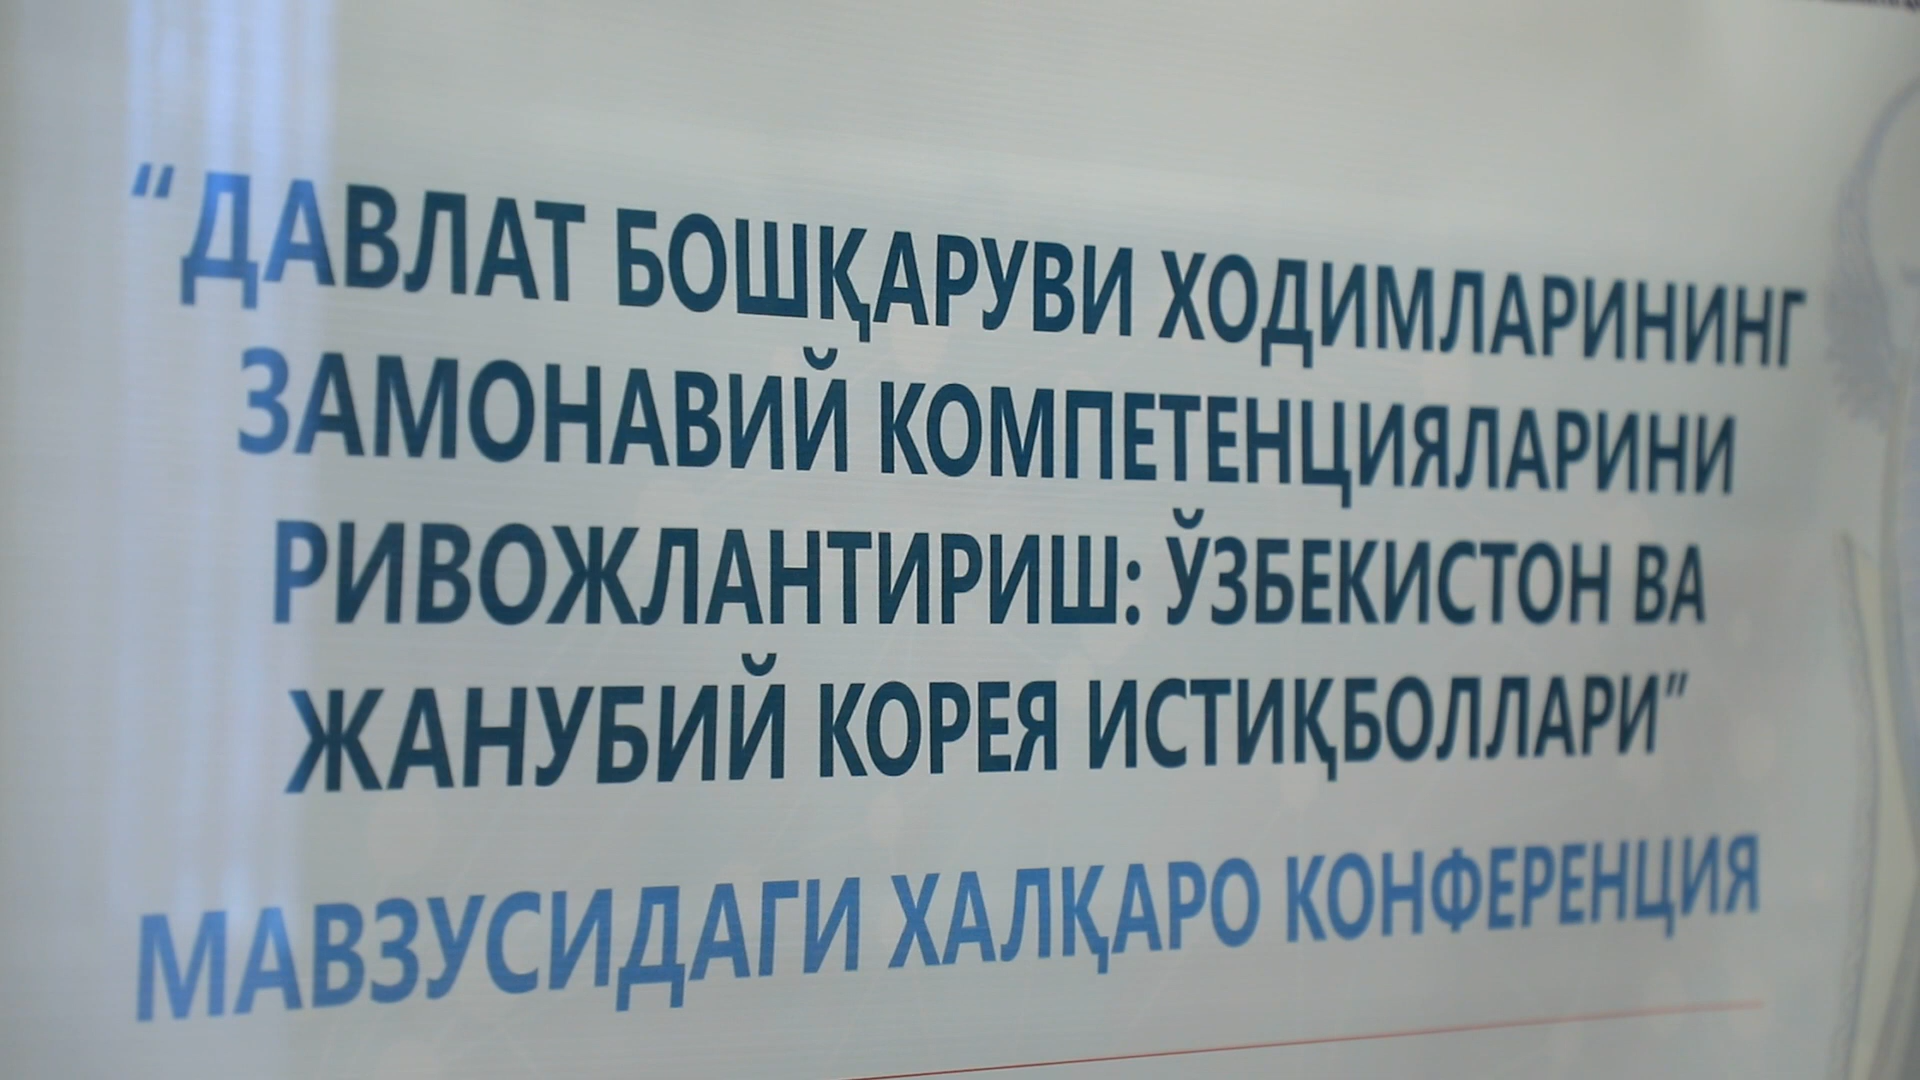 “ДАВЛАТ БОШҚАРУВИ ХОДИМЛАРИНИНГ
ЗАМОНАВИЙ КОМПЕТЕНЦИЯЛАРИНИ
РИВОЖЛАНТИРИШ: ЎЗБЕКИСТОН ВА
ЖАНУБИЙ КОРЕЯ ИСТИҚБОЛЛАРИ”
МАВЗУСИДАГИ ХАЛҚАРО КОНФЕРЕНЦИЯ